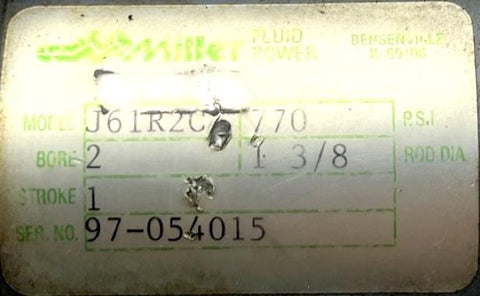 Miller FLUID BENSENVILLE,
POWER
MODEL J61R2C 770 P.S.I
BORE 2 1 3/8 ROD DIA.
STROKE 1
SER. NO. 97-054015